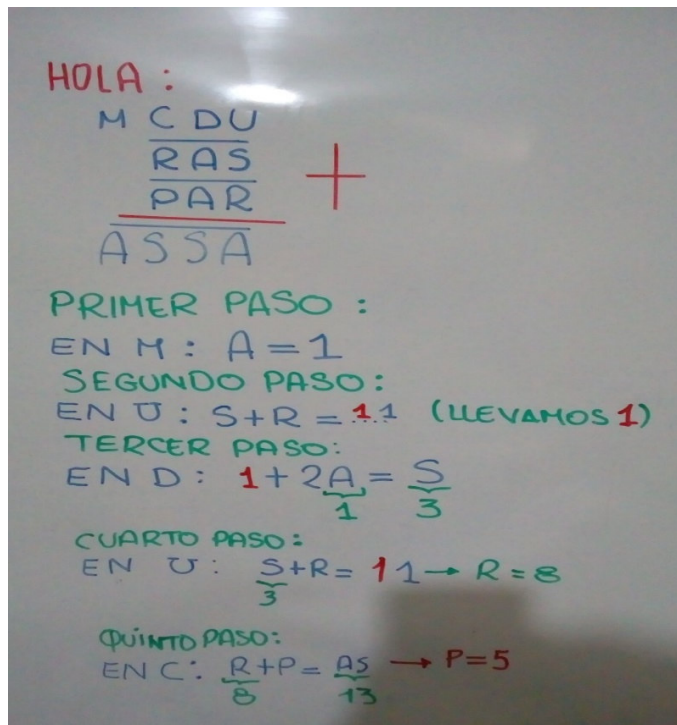 HOLA :
M C D U
RAS
PAR +
ASSA
PRIMER PASO :
EN M : A = 1
SEGUNDO PASO:
EN U : S + R = 11 (LLEVAMOS 1)
TERCER PASO:
EN D : 1 + 2A = S
1 3
CUARTO PASO:
EN U : S + R = 11 → R = 8
3
QUINTO PASO:
EN C : R + P = AS → P = 5
8 13